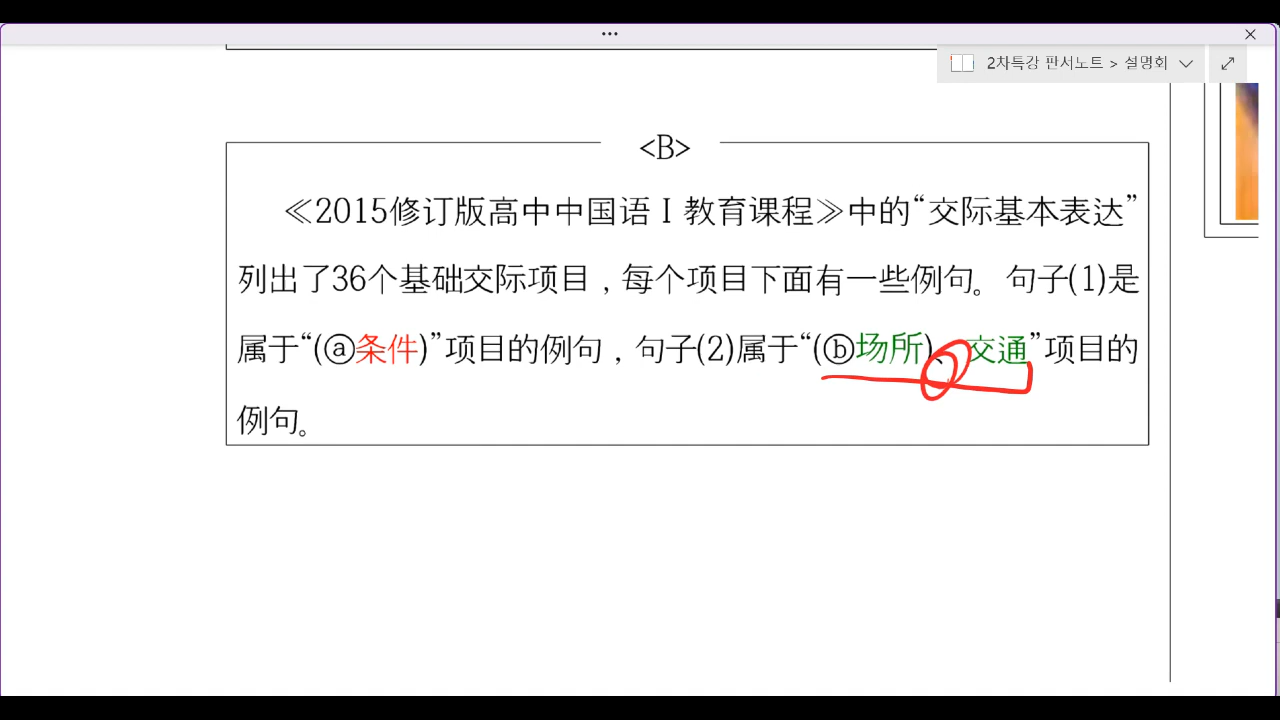 2차특강 판서노트 > 설명회
<B>
≪2015修订版高中中国语Ⅰ教育课程≫中的“交际基本表达”
列出了36个基础交际项目，每个项目下面有一些例句。句子(1)是
属于“(ⓐ条件)”项目的例句，句子(2)属于“(ⓑ场所)、交通”项目的
例句。